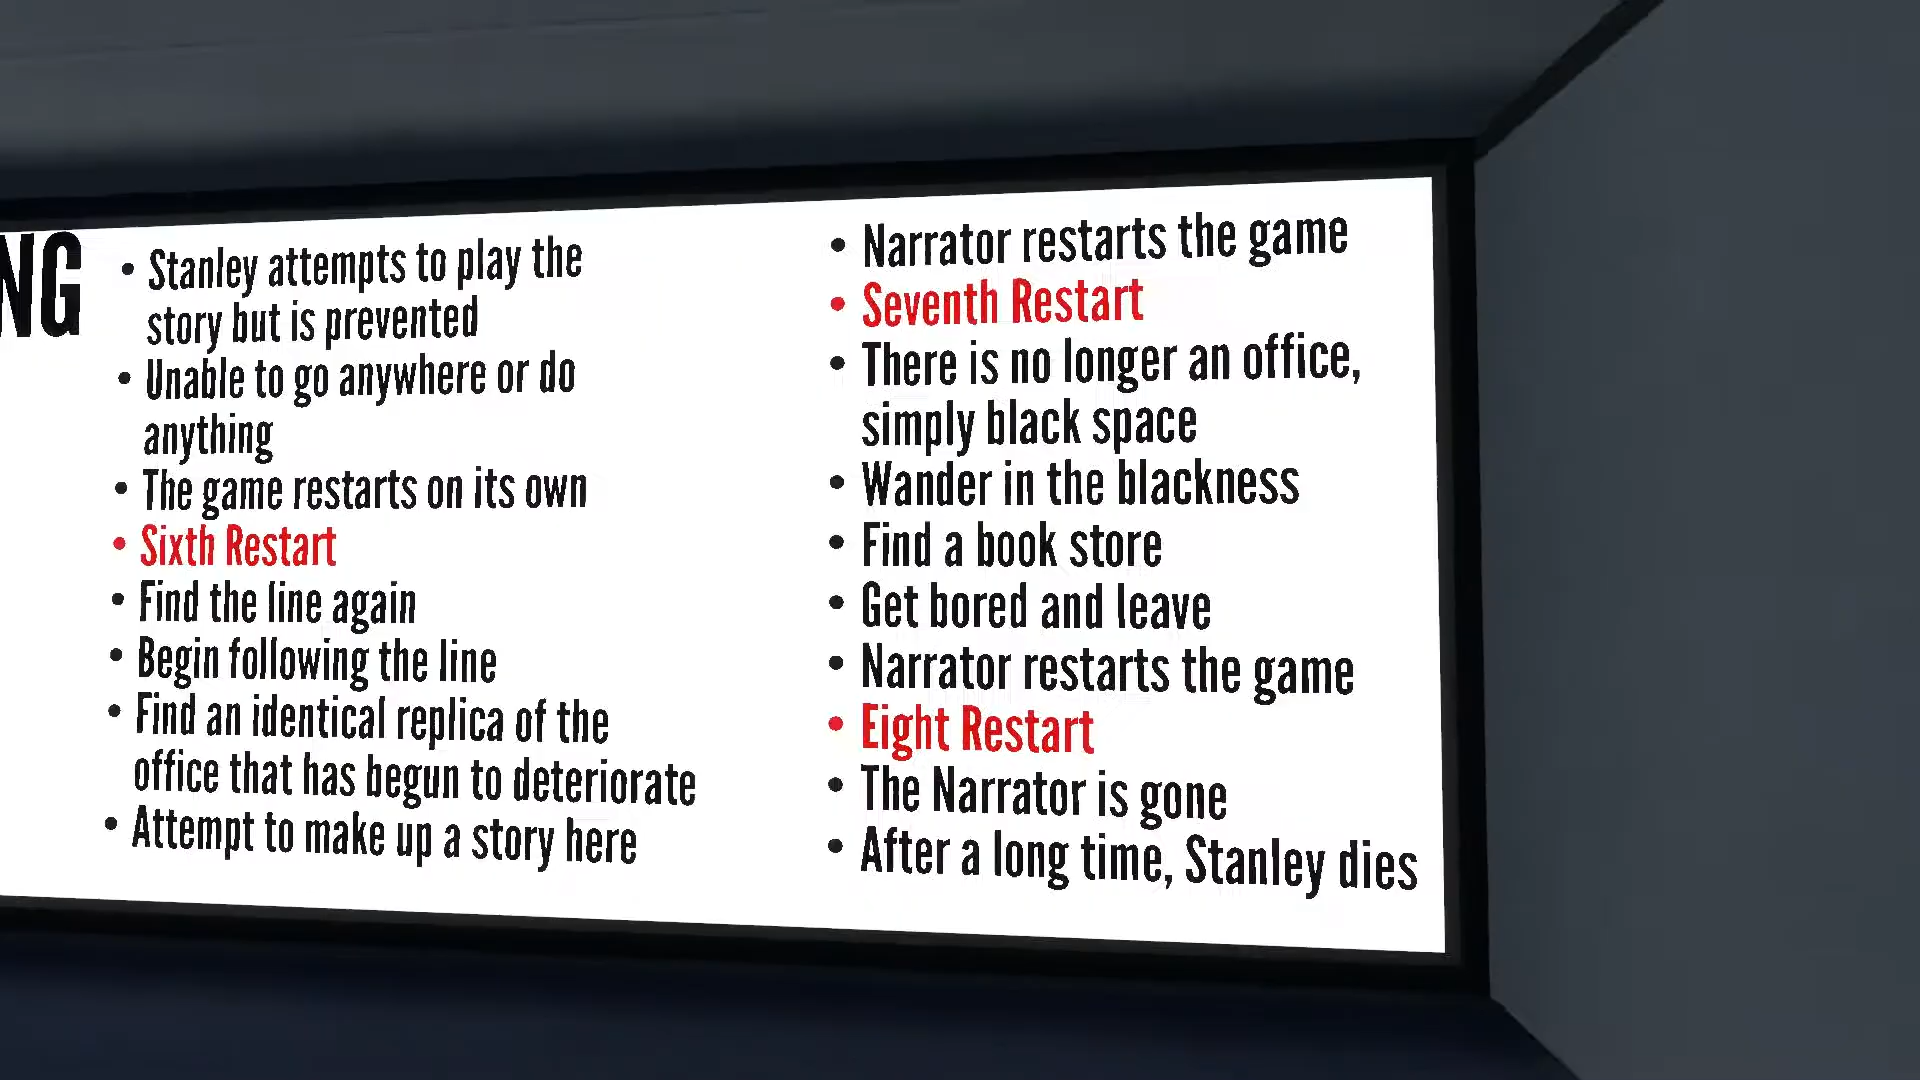 NG
• Stanley attempts to play the
story but is prevented
• Unable to go anywhere or do
anything
• The game restarts on its own
• Sixth Restart
• Find the line again
• Begin following the line
• Find an identical replica of the
office that has begun to deteriorate
• Attempt to make up a story here
• Narrator restarts the game
• Seventh Restart
• There is no longer an office,
simply black space
• Wander in the blackness
• Find a book store
• Get bored and leave
• Narrator restarts the game
• Eight Restart
• The Narrator is gone
• After a long time, Stanley dies